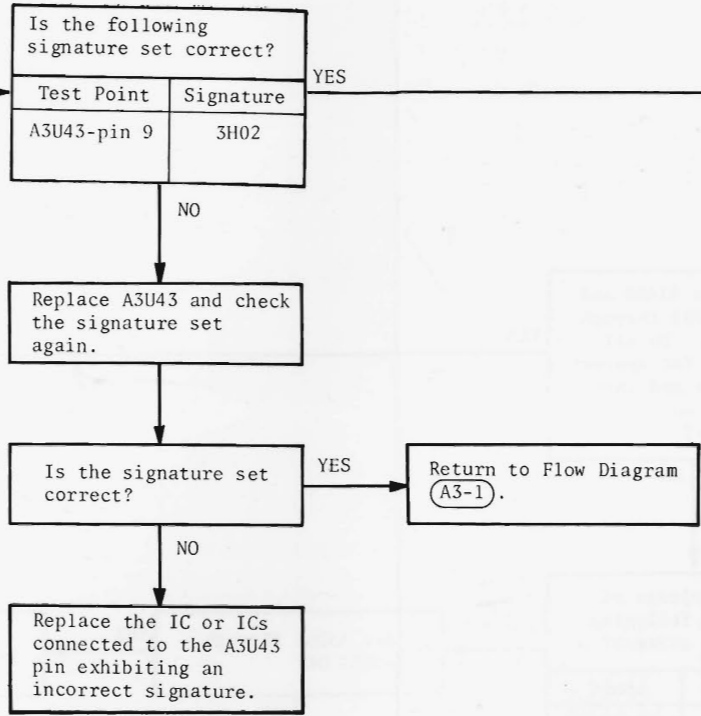 Is the following
signature set correct?
YES
Test Point Signature
A3U43-pin 9 3H02
NO
Replace A3U43 and check
the signature set
again.
Is the signature set
correct?
YES
Return to Flow Diagram
A3-1.
NO
Replace the IC or ICs
connected to the A3U43
pin exhibiting an
incorrect signature.